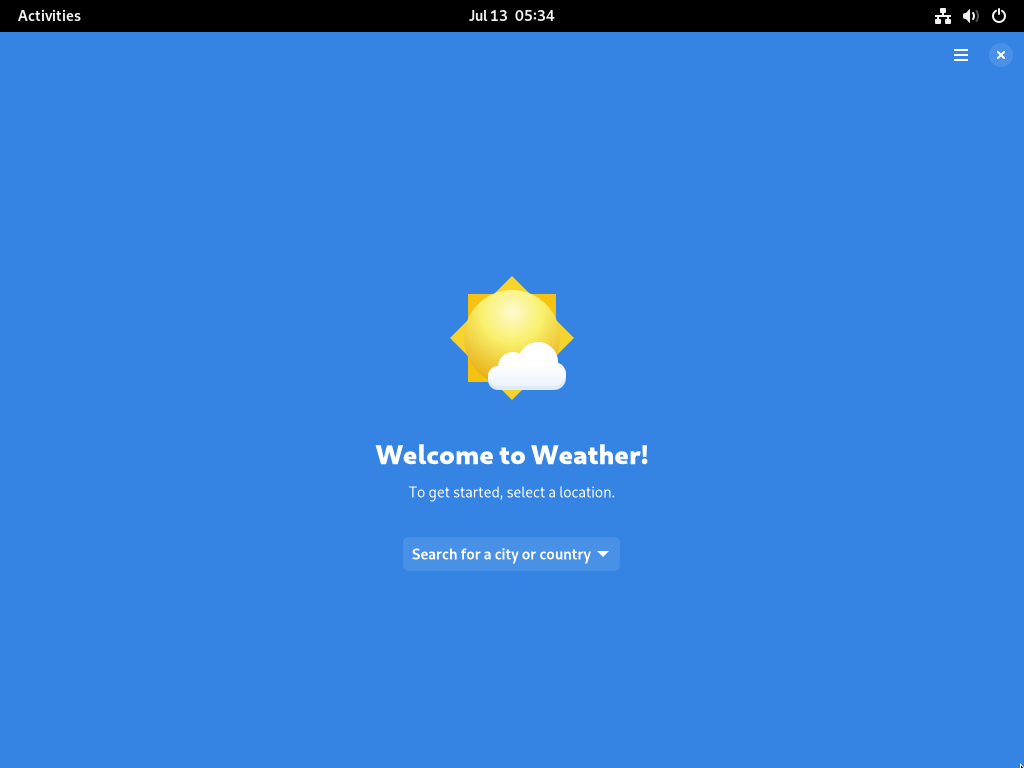 Activities
Jul 13 05:34
Welcome to Weather!
To get started, select a location.
Search for a city or country